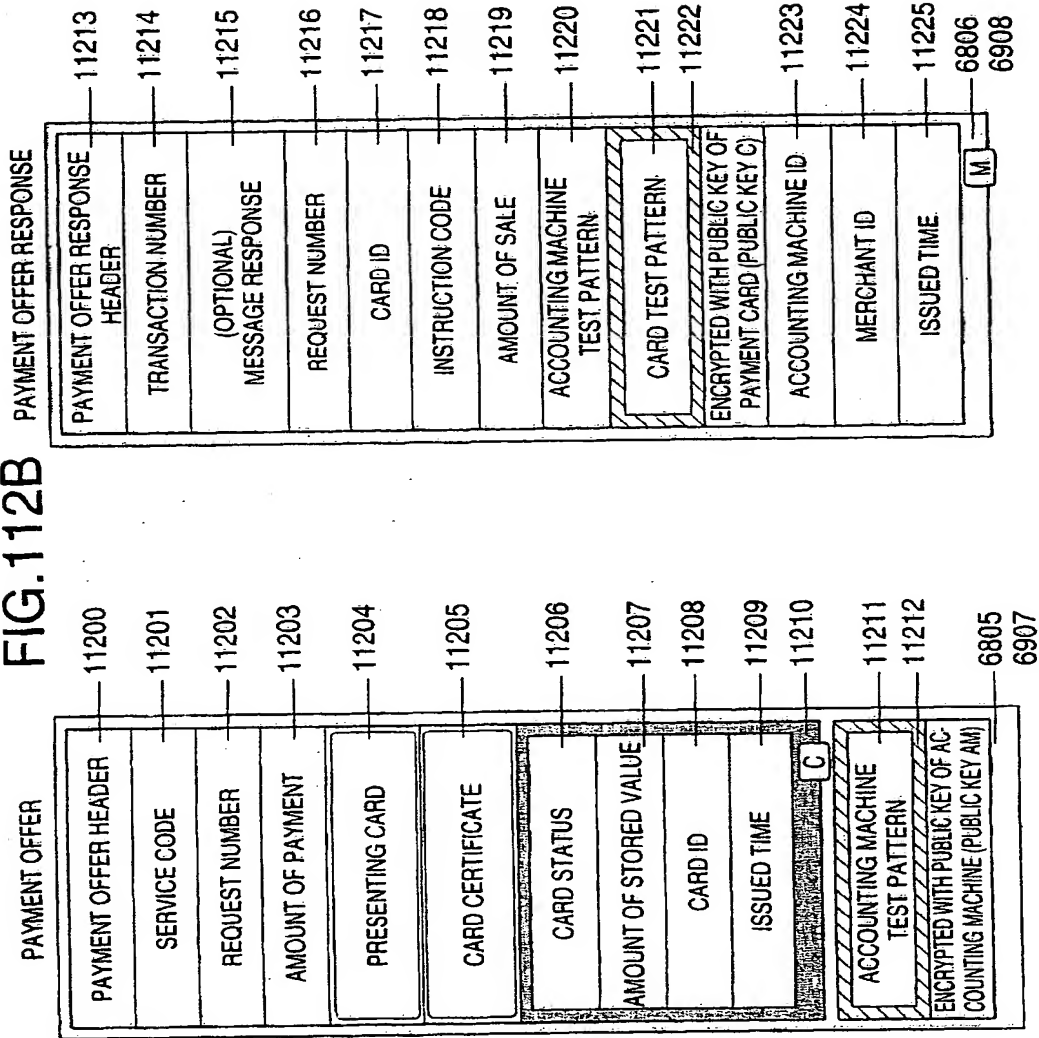 FIG.112B
PAYMENT OFFER
PAYMENT OFFER HEADER
11200
SERVICE CODE
11201
REQUEST NUMBER
11202
AMOUNT OF PAYMENT
11203
PRESENTING CARD
11204
CARD CERTIFICATE
11205
CARD STATUS
11206
AMOUNT OF STORED VALUE
11207
CARD ID
11208
ISSUED TIME
11209
11210
C
ACCOUNTING MACHINE
TEST PATTERN
11211
11212
ENCRYPTED WITH PUBLIC KEY OF AC-
COUNTING MACHINE (PUBLIC KEY AM)
6805
6907
PAYMENT OFFER RESPONSE
PAYMENT OFFER RESPONSE
HEADER
11213
TRANSACTION NUMBER
11214
(OPTIONAL)
MESSAGE RESPONSE
11215
REQUEST NUMBER
11216
CARD ID
11217
INSTRUCTION CODE
11218
AMOUNT OF SALE
11219
ACCOUNTING MACHINE
TEST PATTERN
11220
CARD TEST PATTERN
11221
11222
ENCRYPTED WITH PUBLIC KEY OF
PAYMENT CARD (PUBLIC KEY C)
ACCOUNTING MACHINE ID
11223
MERCHANT ID
11224
ISSUED TIME
11225
M
6806
6908